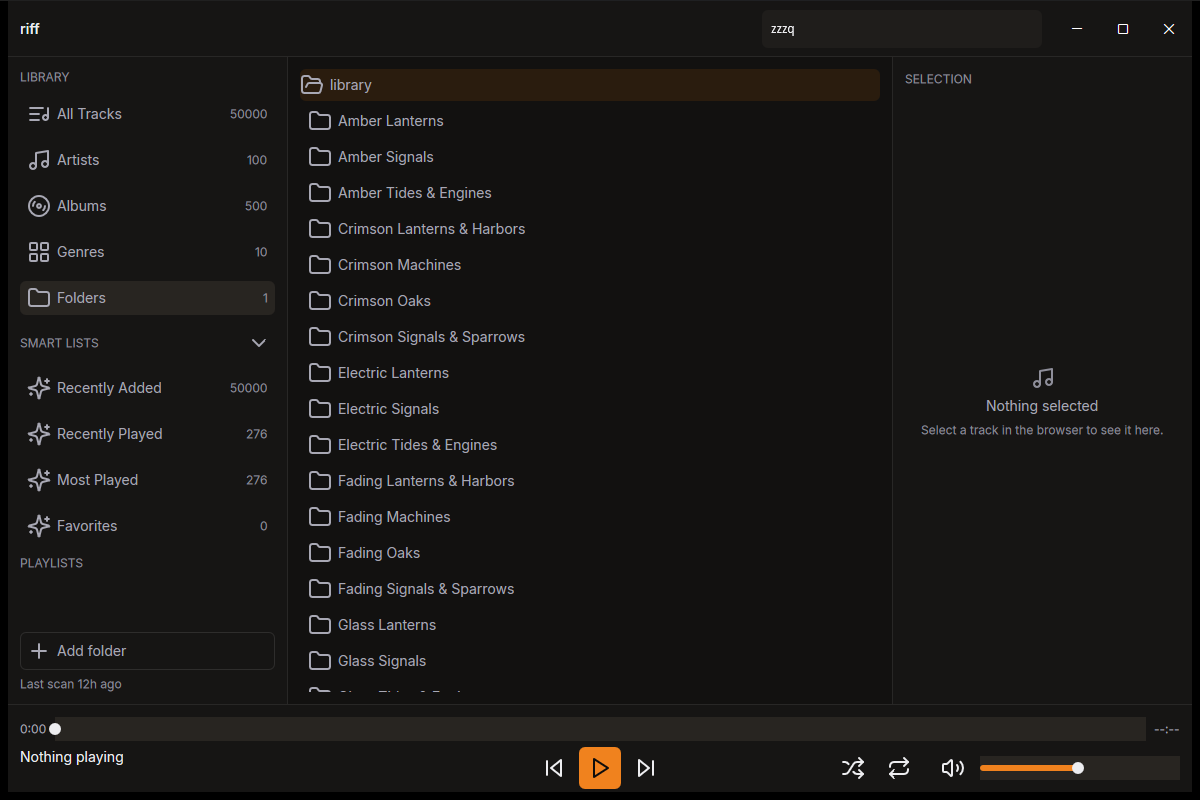 riff
zzzq
LIBRARY
All Tracks 50000
Artists 100
Albums 500
Genres 10
Folders 1
SMART LISTS
Recently Added 50000
Recently Played 276
Most Played 276
Favorites 0
PLAYLISTS
Add folder
Last scan 12h ago
library
Amber Lanterns
Amber Signals
Amber Tides & Engines
Crimson Lanterns & Harbors
Crimson Machines
Crimson Oaks
Crimson Signals & Sparrows
Electric Lanterns
Electric Signals
Electric Tides & Engines
Fading Lanterns & Harbors
Fading Machines
Fading Oaks
Fading Signals & Sparrows
Glass Lanterns
Glass Signals
SELECTION
Nothing selected
Select a track in the browser to see it here.
0:00 --:--
Nothing playing